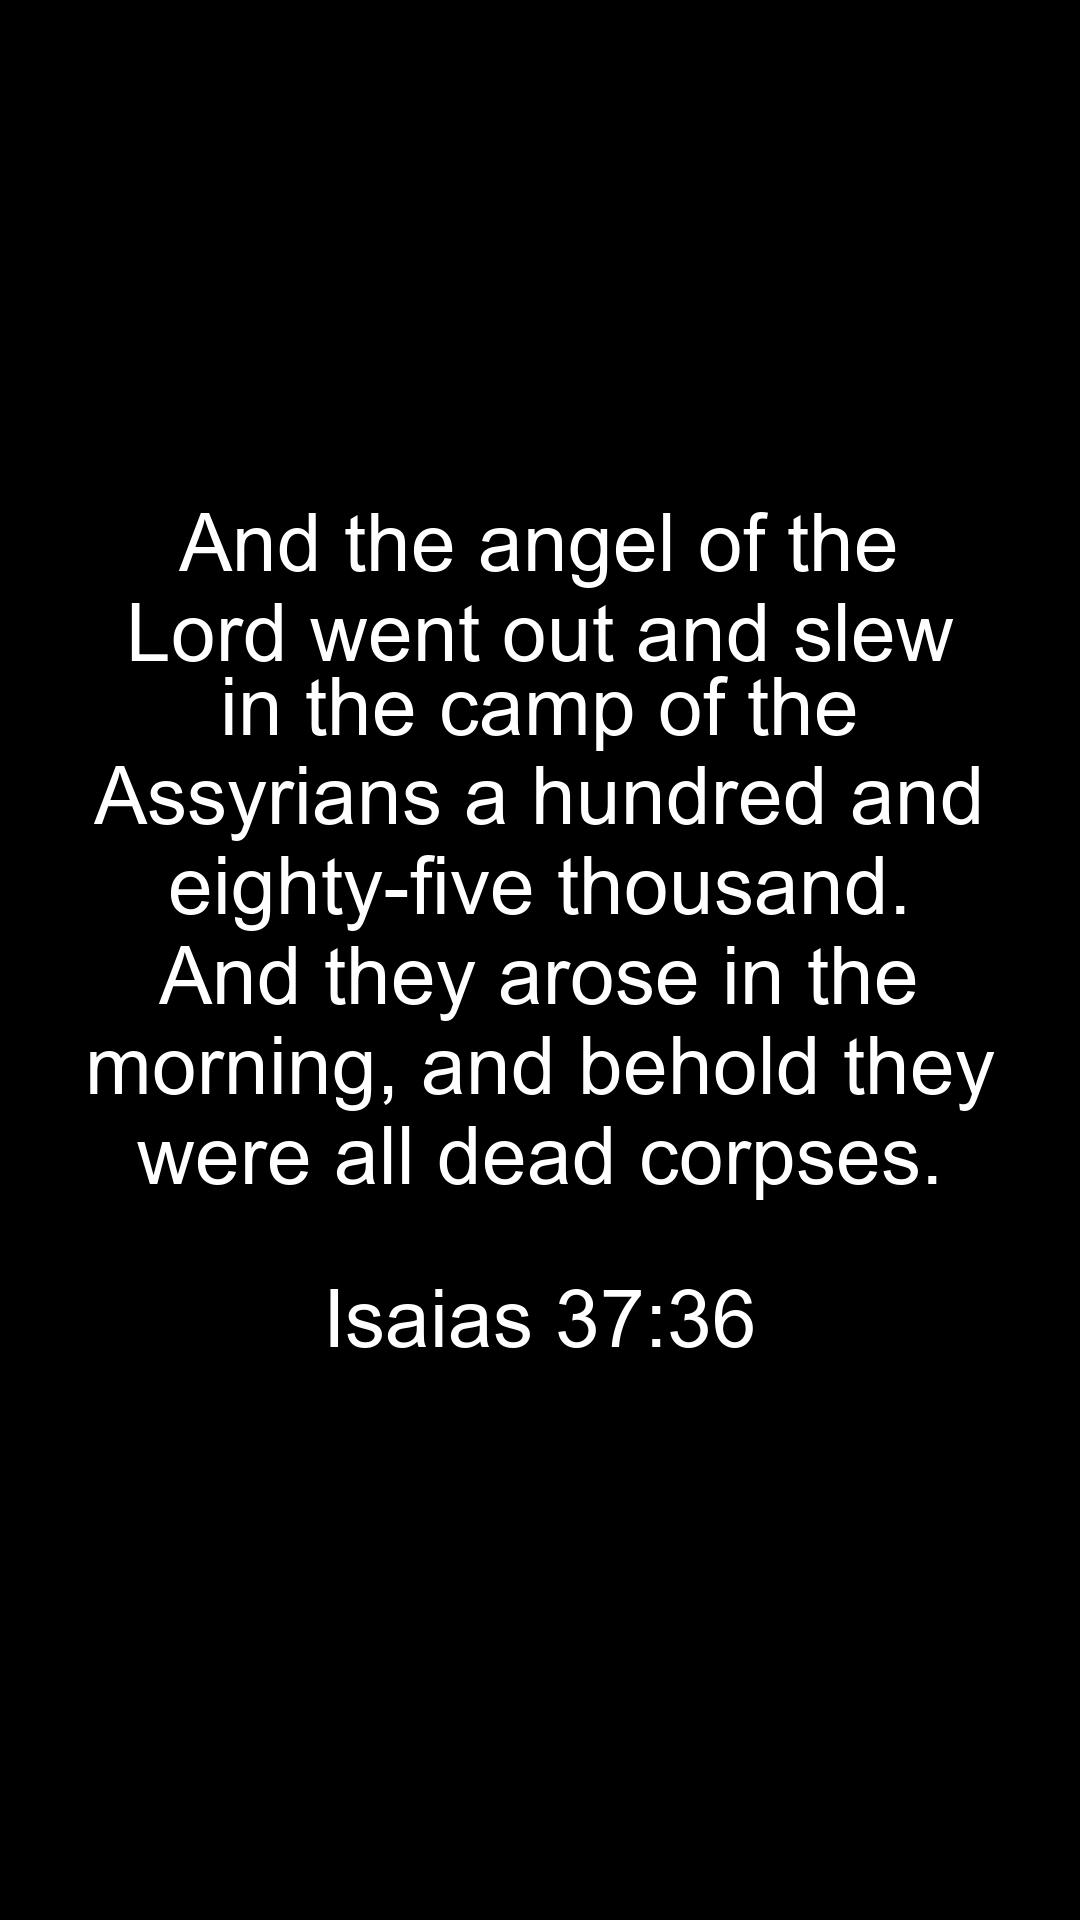 And the angel of the
Lord went out and slew
in the camp of the
Assyrians a hundred and
eighty-five thousand.
And they arose in the
morning, and behold they
were all dead corpses.
Isaias 37:36